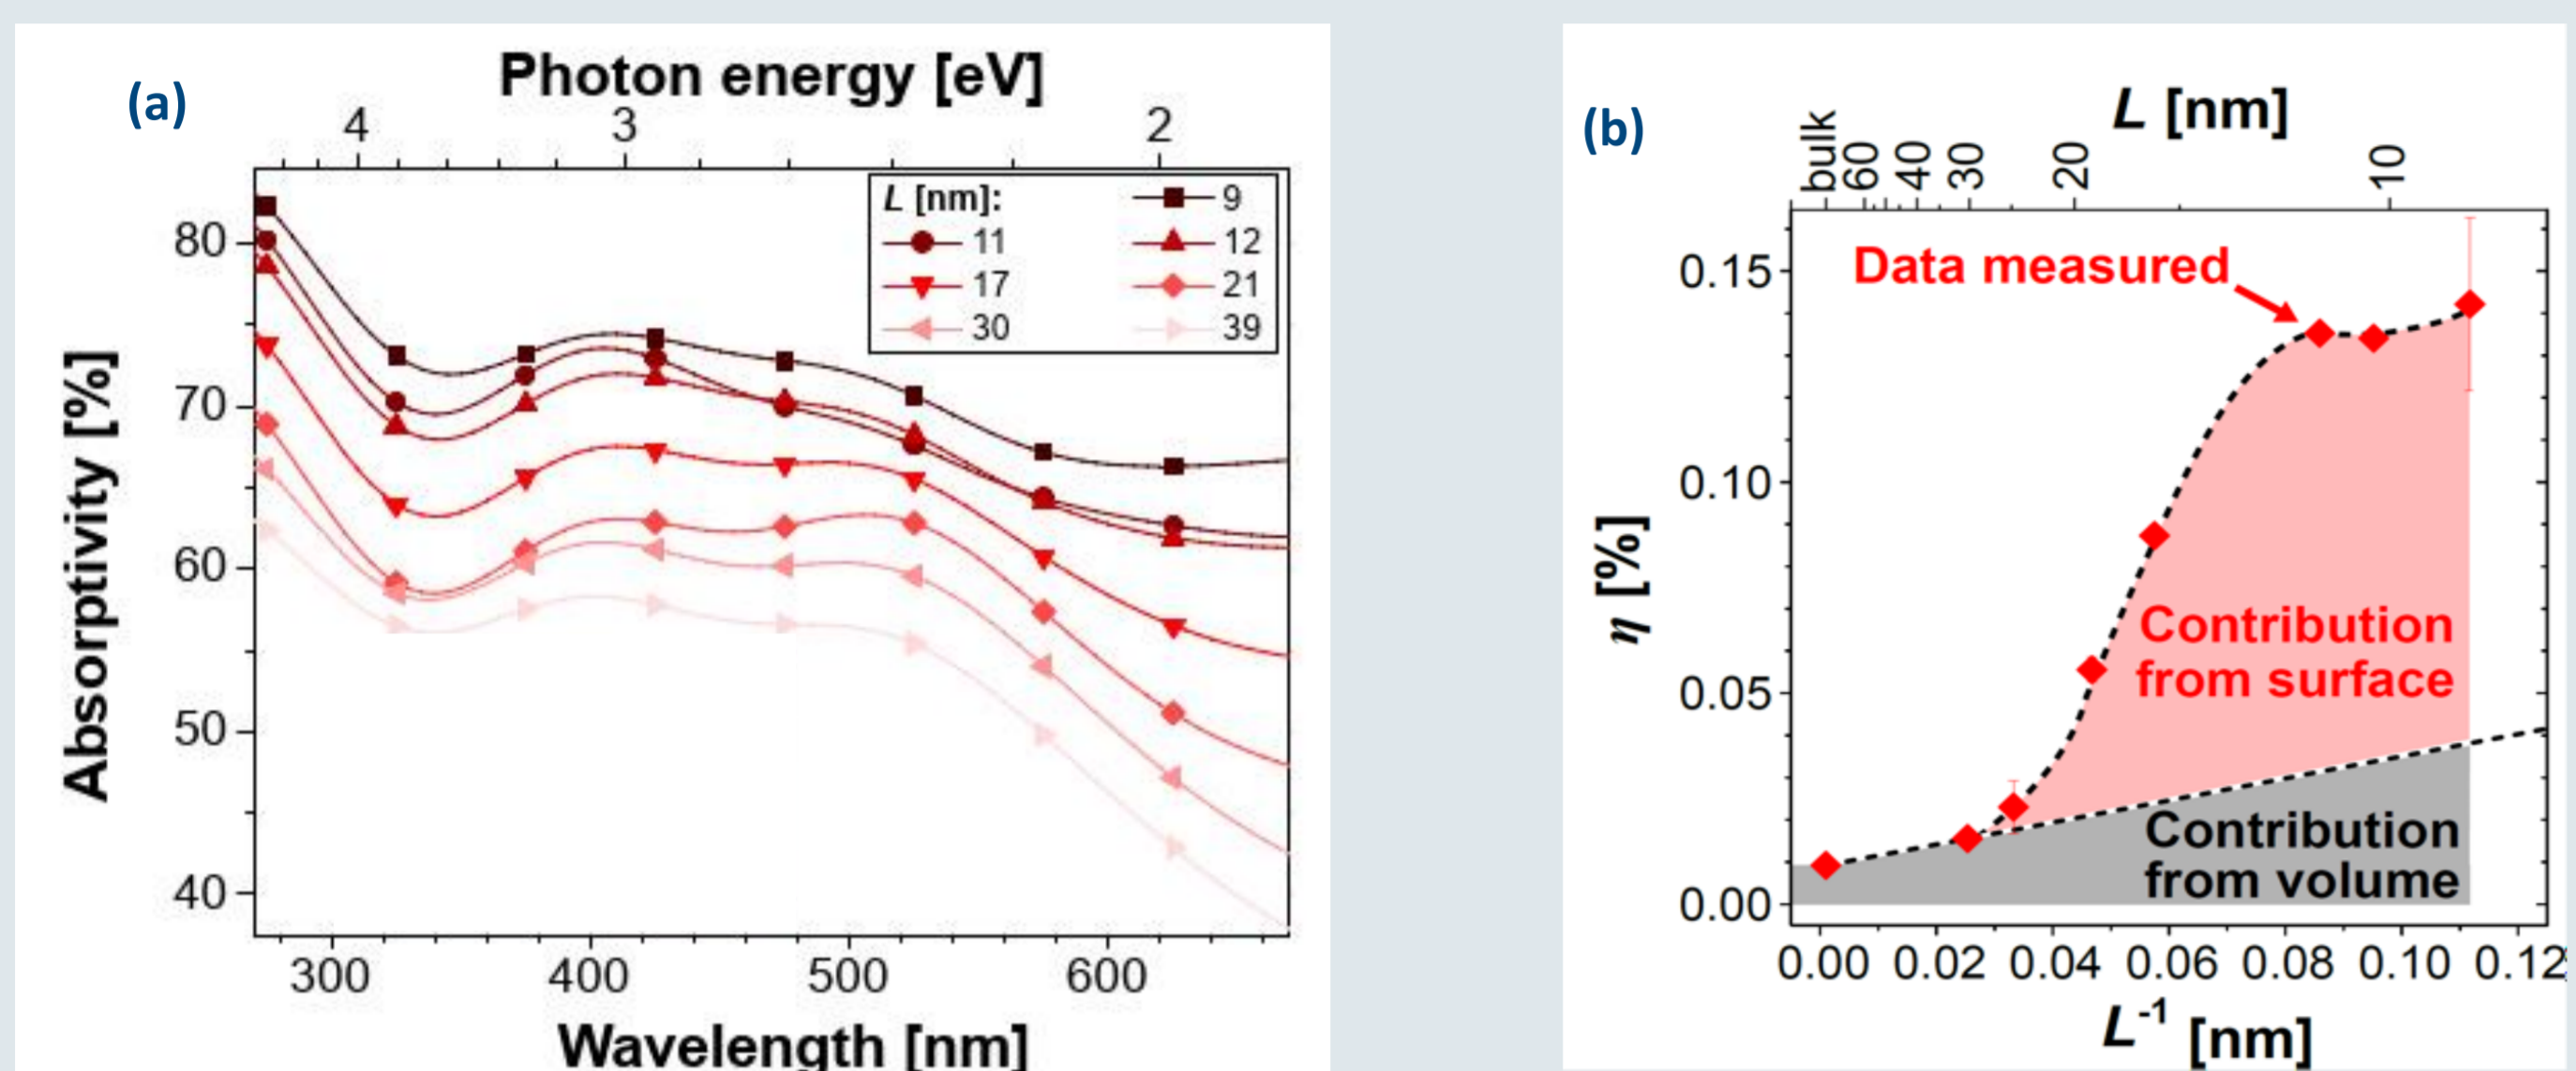 (a)
Photon energy [eV]
4 3 2
L [nm]:
9
11 12
17 21
30 39
80
70
60
50
40
Absorptivity [%]
300 400 500 600
Wavelength [nm]
(b)
L [nm]
bulk 60 40 30 20 10
0.15
0.10
0.05
0.00
η [%]
Data measured
Contribution
from surface
Contribution
from volume
0.00 0.02 0.04 0.06 0.08 0.10 0.12
L-1 [nm]